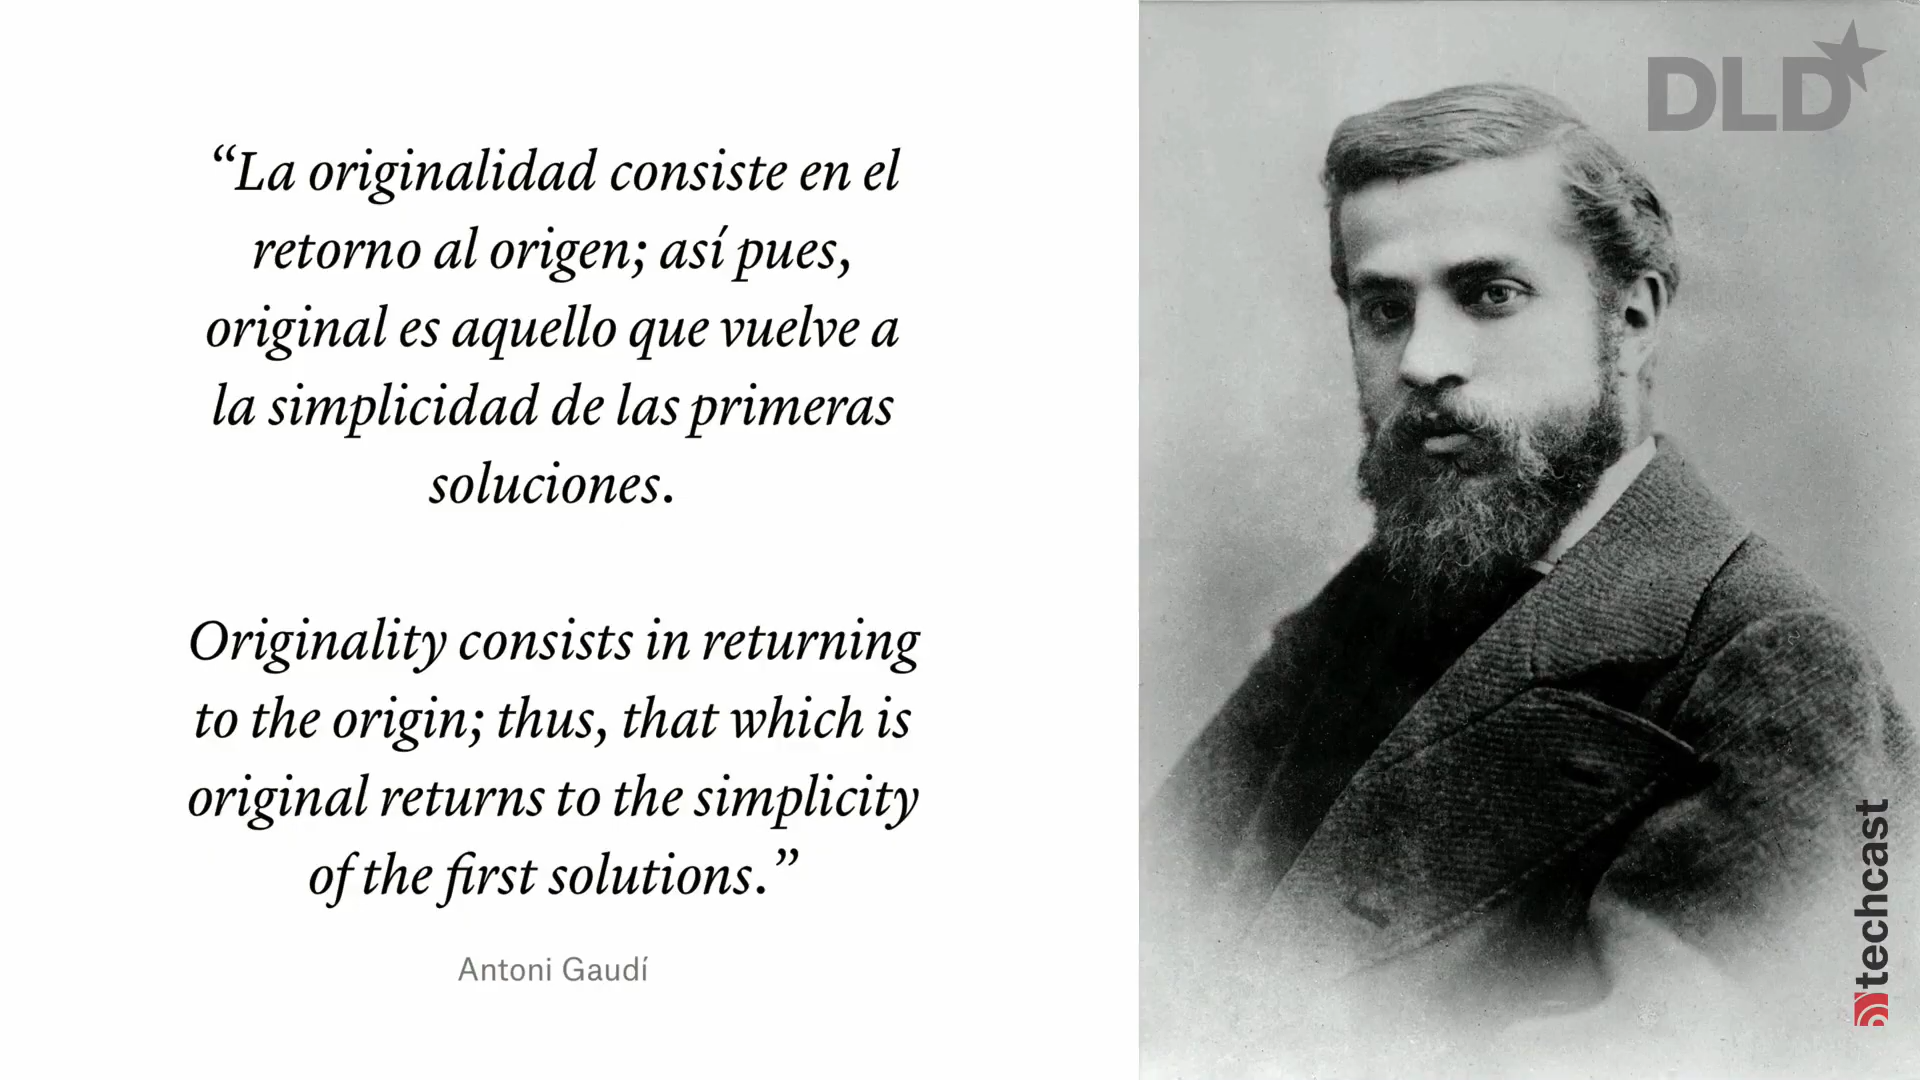 “La originalidad consiste en el
retorno al origen; así pues,
original es aquello que vuelve a
la simplicidad de las primeras
soluciones.
Originality consists in returning
to the origin; thus, that which is
original returns to the simplicity
of the first solutions.”
Antoni Gaudí
DLD
techcast